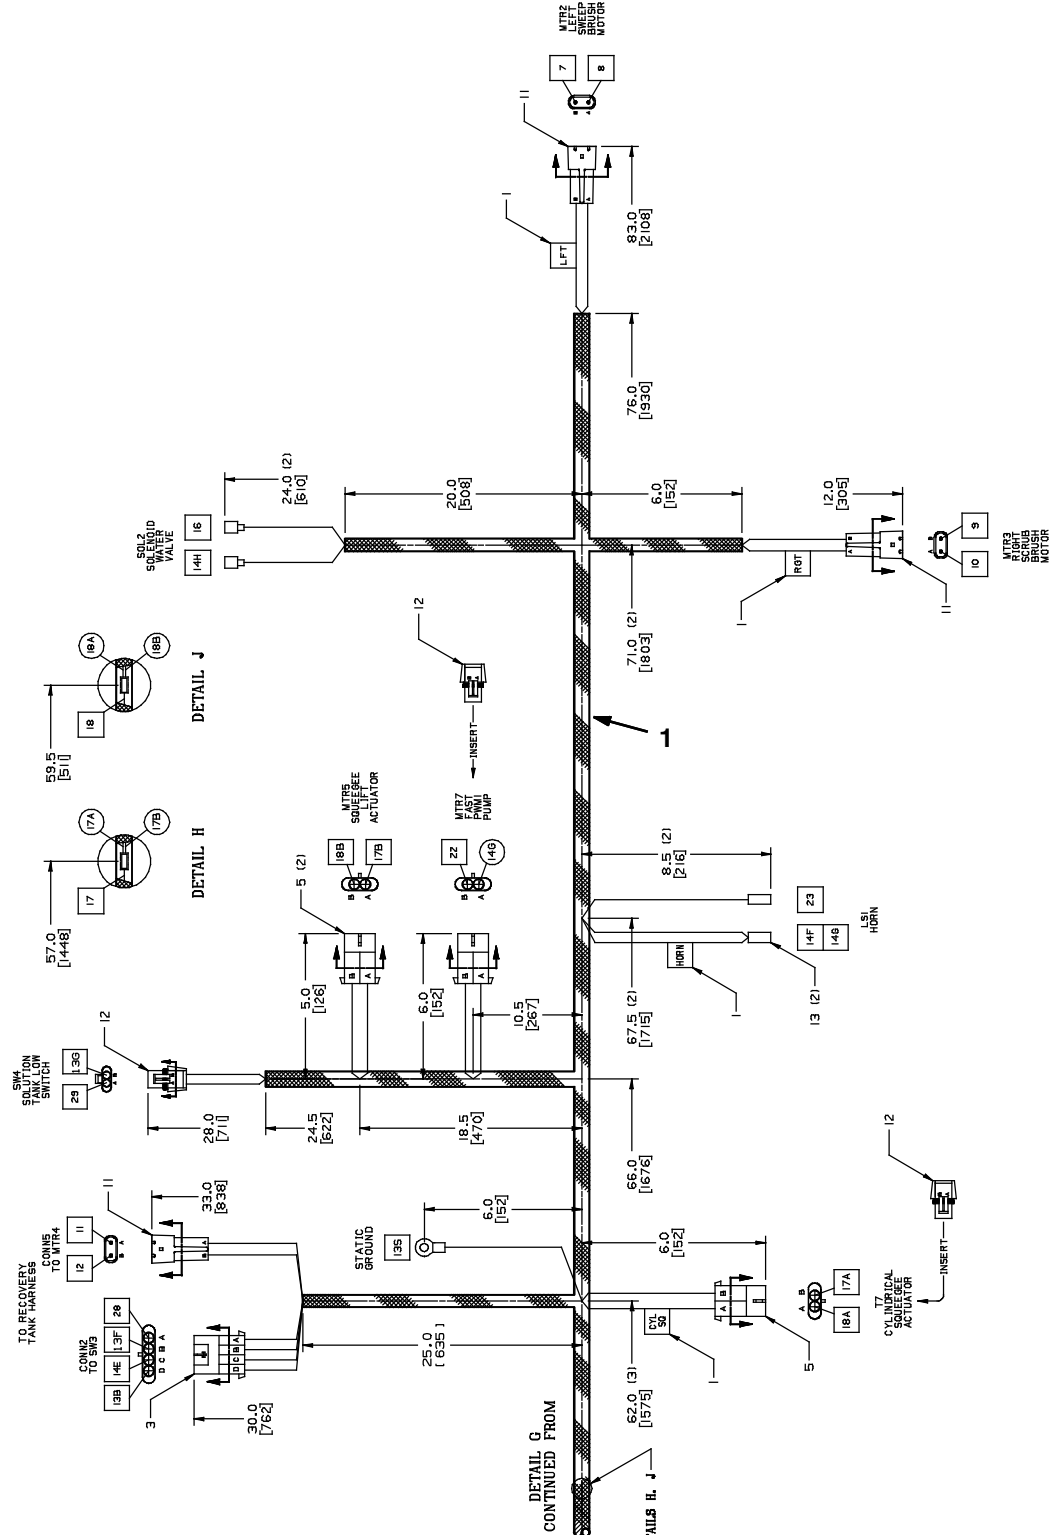 MTR2
LEFT
SWEEP
BRUSH
MOTOR
7
8
B
A
11
B
A
1
LFT
83.0
[2108]
76.0
[1930]
24.0 (2)
[610]
SOL2
SOLENOID
WATER
VALVE
16
14H
20.0
[508]
6.0
[152]
12.0
[305]
71.0 (2)
[1803]
RGT
1
A
B
11
B
A
9
10
MTR3
RIGHT
SCRUB
BRUSH
MOTOR
59.5
[511]
18
18A
18B
DETAIL J
57.0
[1448]
17
17A
17B
DETAIL H
12
INSERT
1
MTR5
SQUEEGEE
LIFT
ACTUATOR
18B
17B
B
A
5 (2)
B
A
MTR7
FAST
PWM1
PUMP
22
14G
B
A
B
A
5.0
[126]
6.0
[152]
10.5
[267]
8.5 (2)
[216]
23
14F
14G
LS1
HORN
HORN
1
13 (2)
67.5 (2)
[1715]
SW4
SOLUTION
TANK LOW
SWITCH
29
13G
A
B
12
28.0
[711]
24.5
[622]
18.5
[470]
66.0
[1676]
TO RECOVERY
TANK HARNESS
CONN5
TO MTR4
12
11
B
A
11
33.0
[838]
B
A
CONN2
TO SW3
13B
14E
13F
28
D
C
B
A
3
D
C
B
A
30.0
[762]
25.0
[ 635 ]
STATIC
GROUND
13S
6.0
[152]
6.0
[152]
CYL
SQ
1
A
B
5
B
A
17A
18A
T7
CYLINDRICAL
SQUEEGEE
ACTUATOR
INSERT
12
62.0 (3)
[1575]
DETAIL G
CONTINUED FROM
AILS H, J